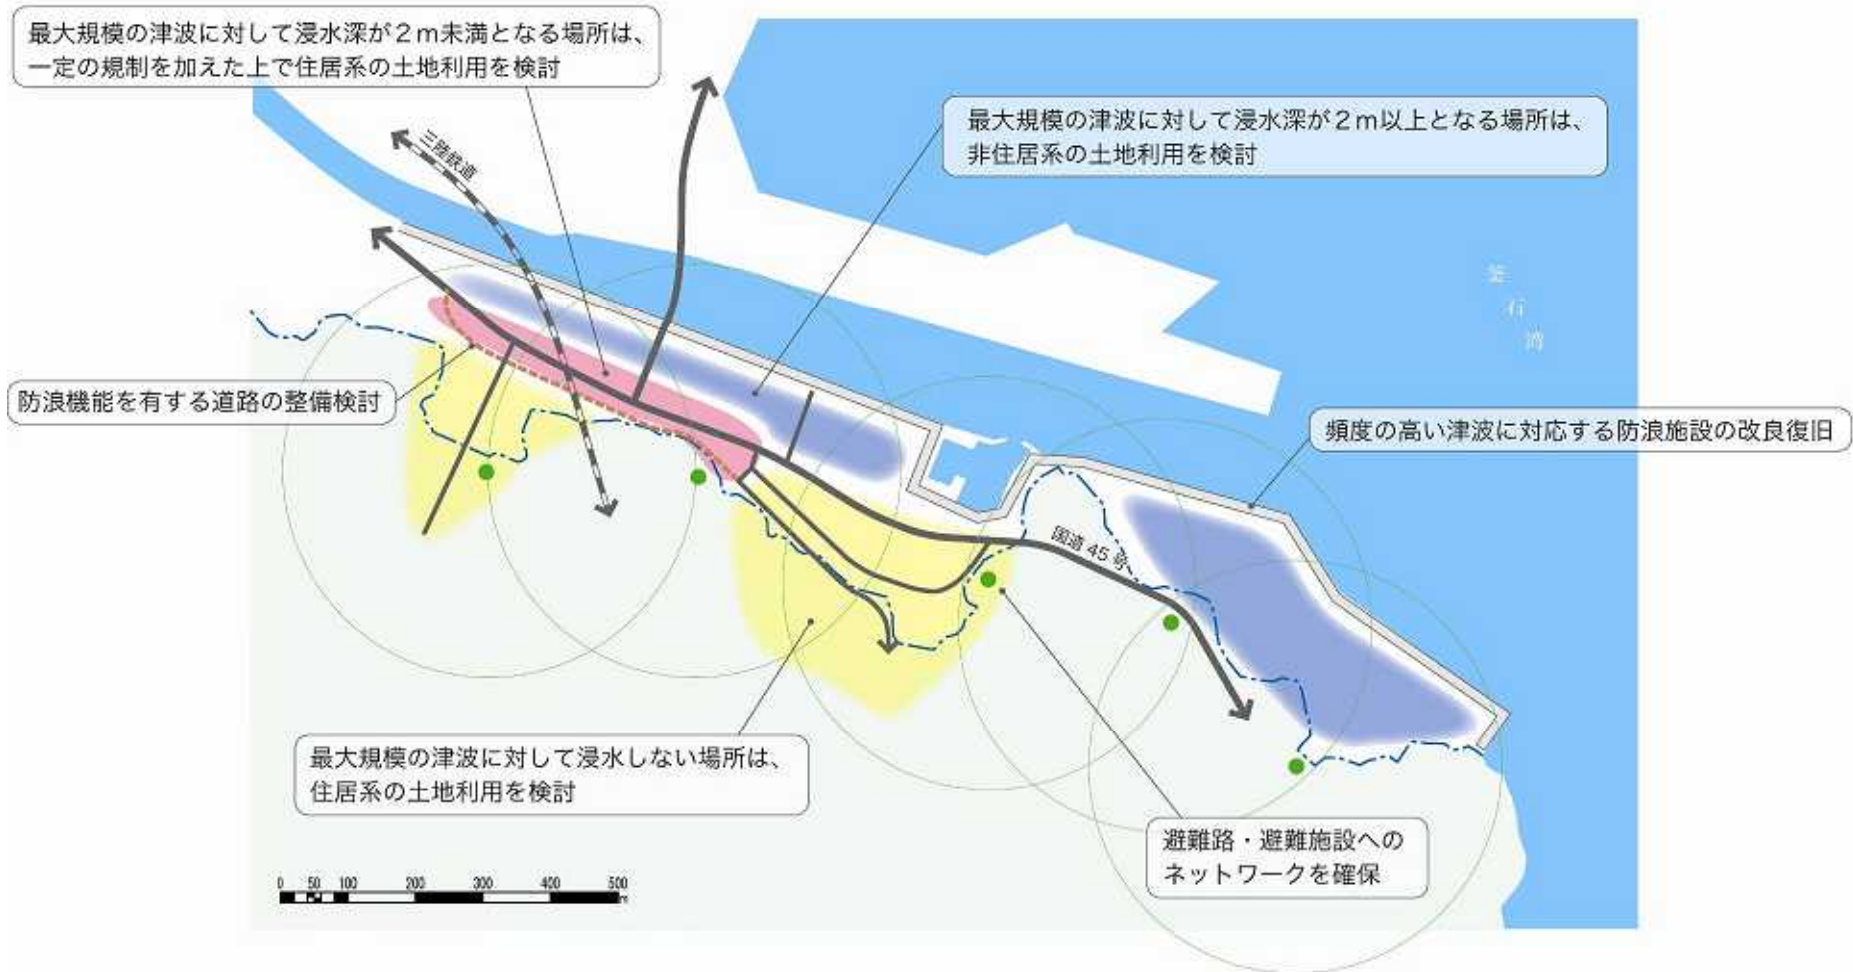 最大規模の津波に対して浸水深が２ｍ未満となる場所は、
一定の規制を加えた上で住居系の土地利用を検討
三陸鉄道
最大規模の津波に対して浸水深が２ｍ以上となる場所は、
非住居系の土地利用を検討
釜石湾
防浪機能を有する道路の整備検討
頻度の高い津波に対応する防浪施設の改良復旧
国道 45 号
最大規模の津波に対して浸水しない場所は、
住居系の土地利用を検討
避難路・避難施設への
ネットワークを確保
0 50 100 200 300 400 500
m